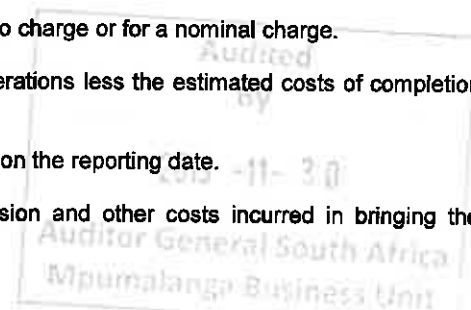 o charge or for a nominal charge.
Audited
erations less the estimated costs of completion
By
on the reporting date.
-11- 30
sion and other costs incurred in bringing the
Auditor General South Africa
Mpumalanga Business Unit